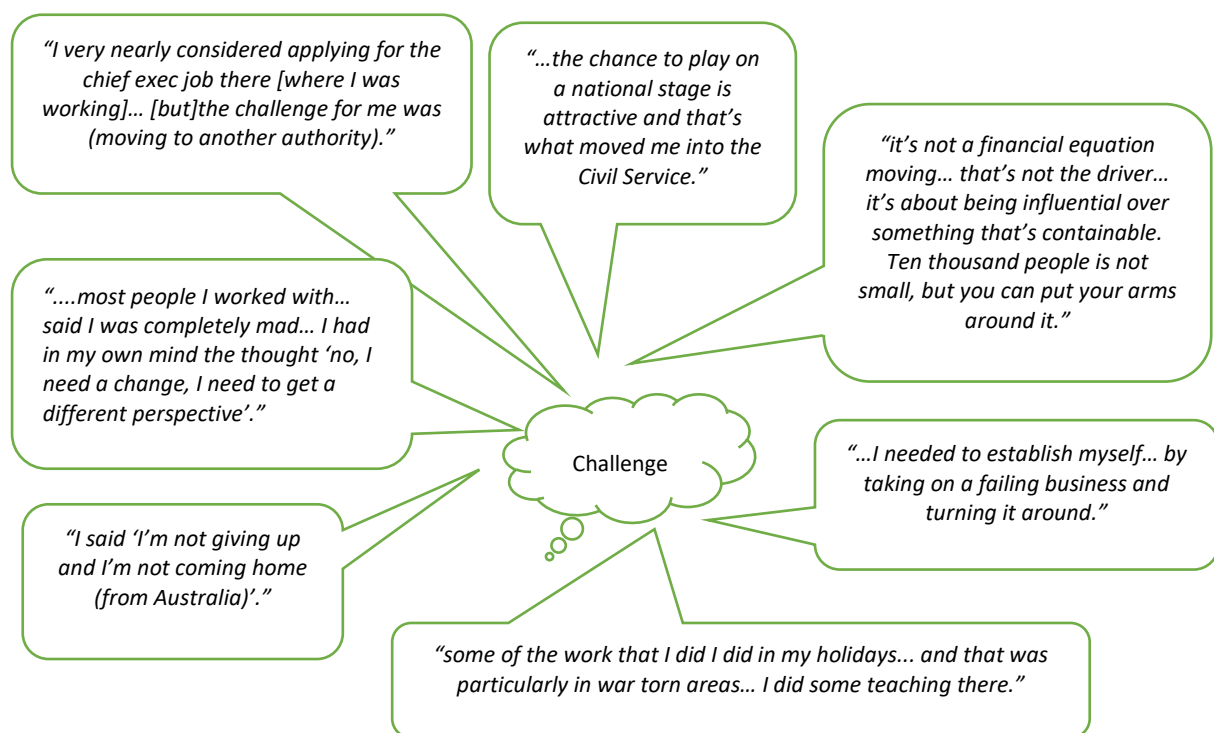 “I very nearly considered applying for the
chief exec job there [where I was
working]… [but]the challenge for me was
(moving to another authority).”
“…the chance to play on
a national stage is
attractive and that’s
what moved me into the
Civil Service.”
“it’s not a financial equation
moving… that’s not the driver…
it’s about being influential over
something that’s containable.
Ten thousand people is not
small, but you can put your arms
around it.”
“....most people I worked with…
said I was completely mad… I had
in my own mind the thought ‘no, I
need a change, I need to get a
different perspective’.”
Challenge
“…I needed to establish myself… by
taking on a failing business and
turning it around.”
“I said ‘I’m not giving up
and I’m not coming home
(from Australia)’.”
“some of the work that I did I did in my holidays... and that was
particularly in war torn areas… I did some teaching there.”